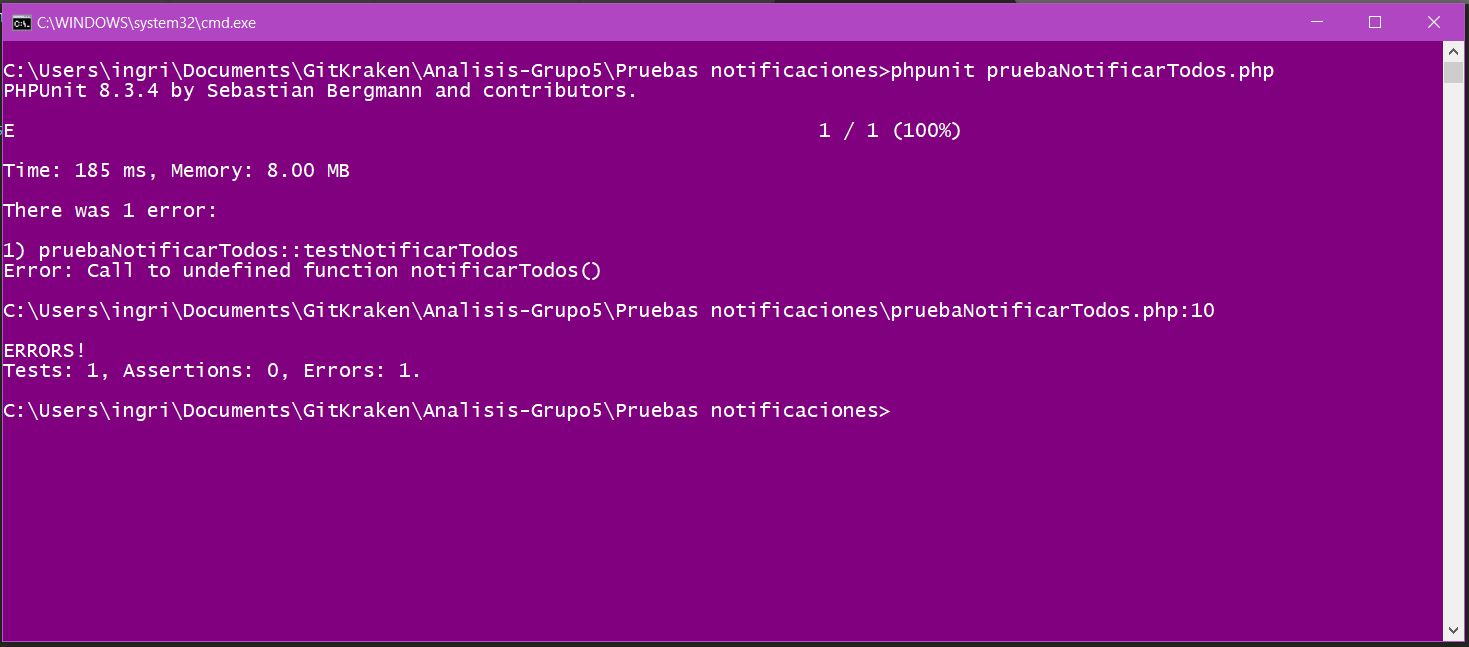 C:\WINDOWS\system32\cmd.exe
C:\Users\ingri\Documents\GitKraken\Analisis-Grupo5\Pruebas notificaciones>phpunit pruebaNotificarTodos.php
PHPUnit 8.3.4 by Sebastian Bergmann and contributors.
E 1 / 1 (100%)
Time: 185 ms, Memory: 8.00 MB
There was 1 error:
1) pruebaNotificarTodos::testNotificarTodos
Error: Call to undefined function notificarTodos()
C:\Users\ingri\Documents\GitKraken\Analisis-Grupo5\Pruebas notificaciones\pruebaNotificarTodos.php:10
ERRORS!
Tests: 1, Assertions: 0, Errors: 1.
C:\Users\ingri\Documents\GitKraken\Analisis-Grupo5\Pruebas notificaciones>